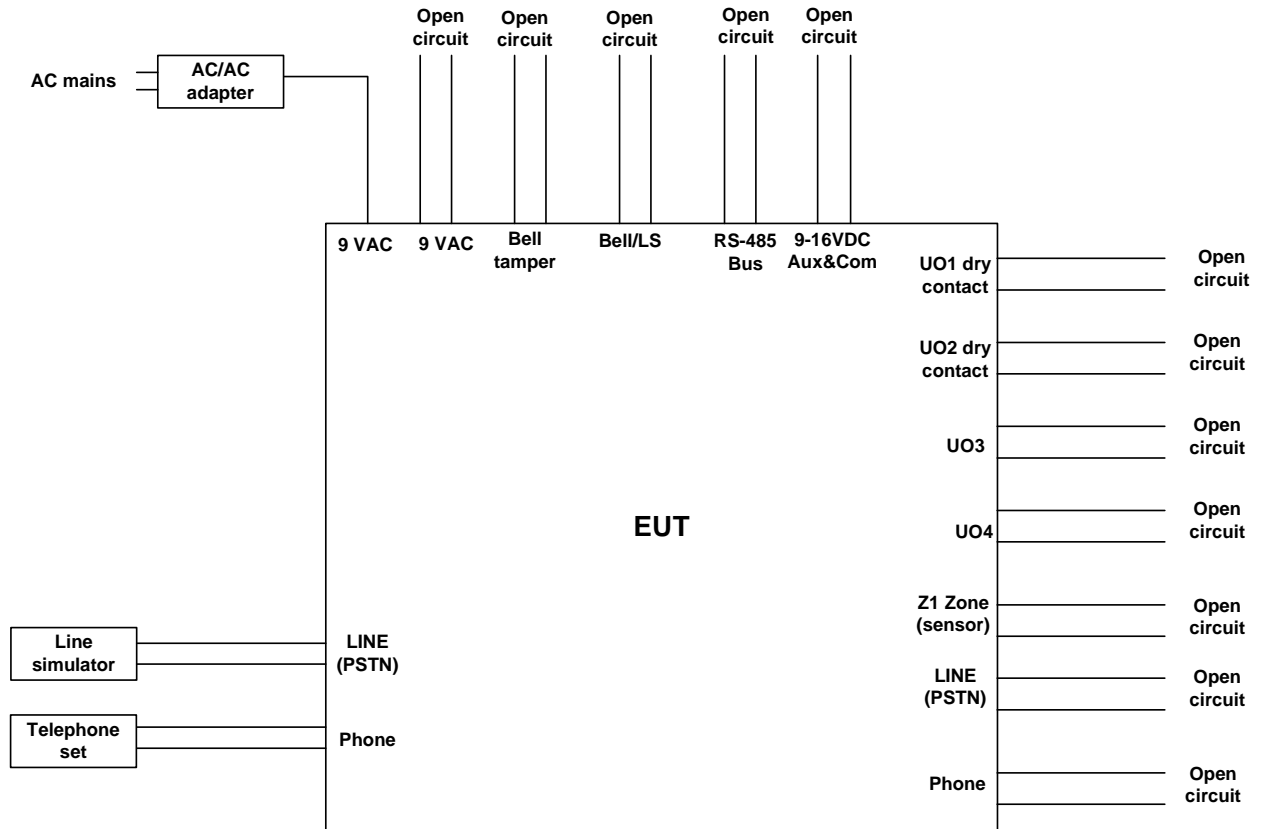 Open
circuit
Open
circuit
Open
circuit
Open
circuit
Open
circuit
AC mains
AC/AC
adapter
9 VAC
9 VAC
Bell
tamper
Bell/LS
RS-485
Bus
9-16VDC
Aux&Com
UO1 dry
contact
Open
circuit
UO2 dry
contact
Open
circuit
UO3
Open
circuit
EUT
UO4
Open
circuit
Z1 Zone
(sensor)
Open
circuit
Line
simulator
LINE
(PSTN)
LINE
(PSTN)
Open
circuit
Telephone
set
Phone
Phone
Open
circuit